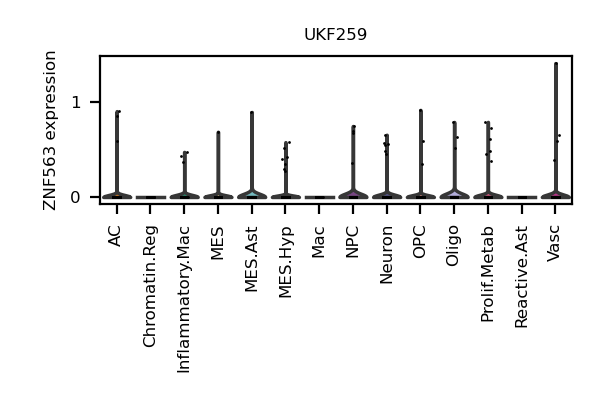 UKF259
ZNF563 expression
1
0
AC
Chromatin.Reg
Inflammatory.Mac
MES
MES.Ast
MES.Hyp
Mac
NPC
Neuron
OPC
Oligo
Prolif.Metab
Reactive.Ast
Vasc